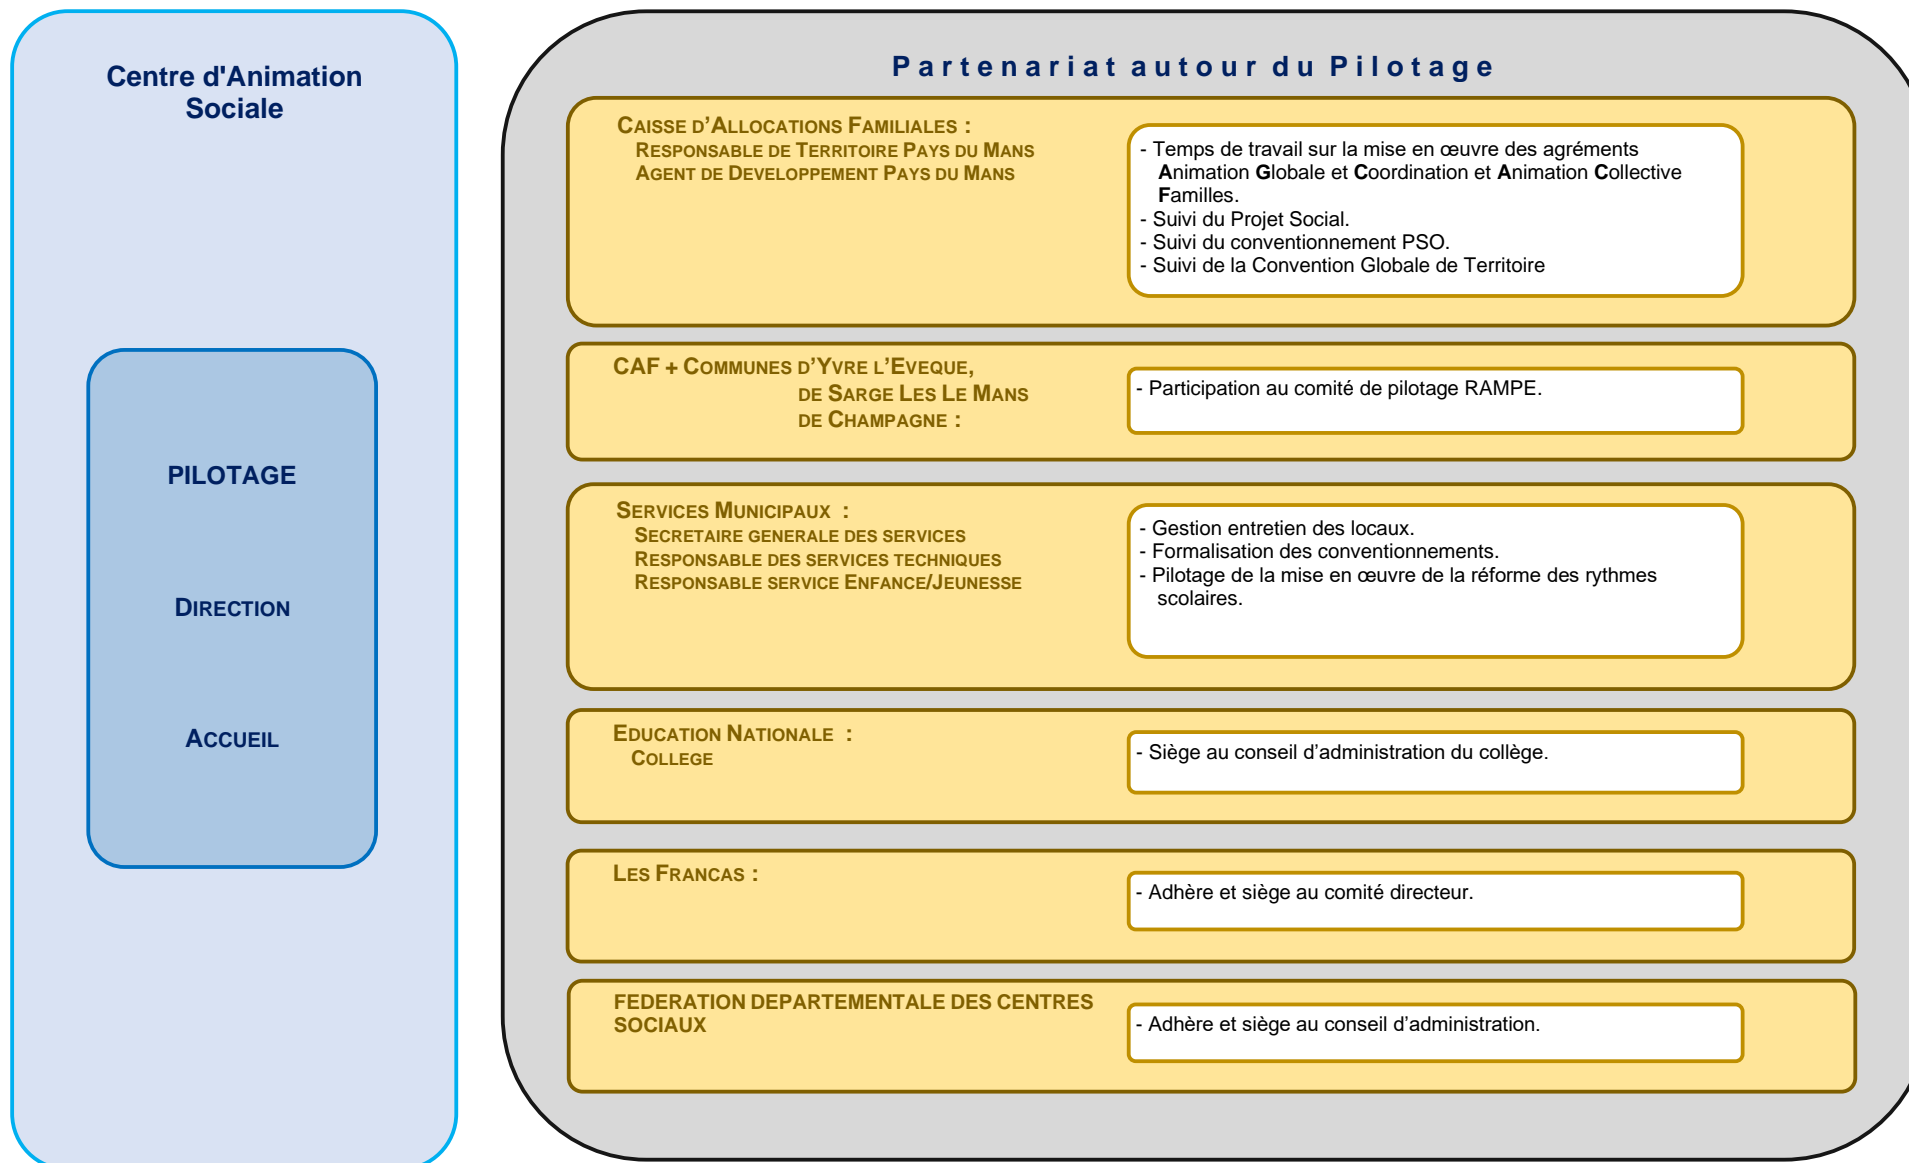 Centre d'Animation
Sociale
PILOTAGE
DIRECTION
ACCUEIL
Partenariat autour du Pilotage
CAISSE D'ALLOCATIONS FAMILIALES :
RESPONSABLE DE TERRITOIRE PAYS DU MANS
AGENT DE DEVELOPPEMENT PAYS DU MANS
- Temps de travail sur la mise en œuvre des agréments
Animation Globale et Coordination et Animation Collective
Familles.
- Suivi du Projet Social.
- Suivi du conventionnement PSO.
- Suivi de la Convention Globale de Territoire
CAF + COMMUNES D'YVRE L'EVEQUE,
DE SARGE LES LE MANS
DE CHAMPAGNE :
- Participation au comité de pilotage RAMPE.
SERVICES MUNICIPAUX :
SECRETAIRE GENERALE DES SERVICES
RESPONSABLE DES SERVICES TECHNIQUES
RESPONSABLE SERVICE ENFANCE/JEUNESSE
- Gestion entretien des locaux.
- Formalisation des conventionnements.
- Pilotage de la mise en œuvre de la réforme des rythmes
scolaires.
EDUCATION NATIONALE :
COLLEGE
- Siège au conseil d'administration du collège.
LES FRANCAS :
- Adhère et siège au comité directeur.
FEDERATION DEPARTEMENTALE DES CENTRES
SOCIAUX
- Adhère et siège au conseil d'administration.